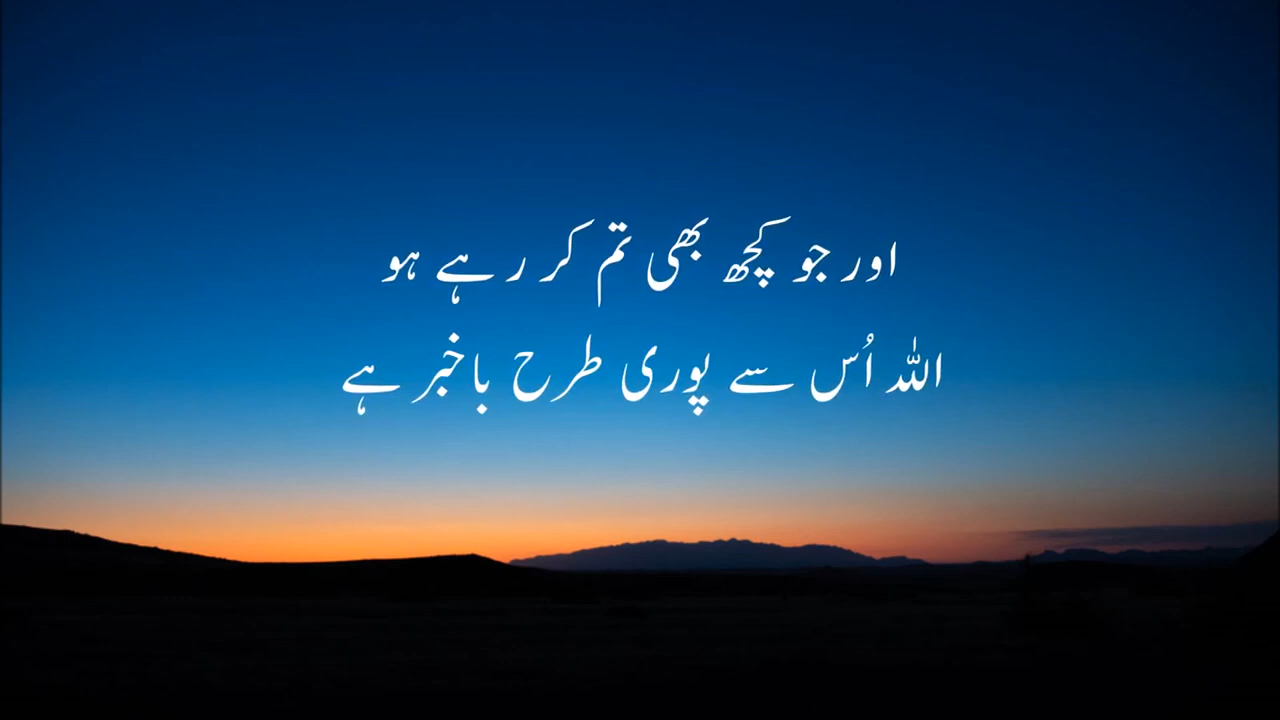 اور جو کچھ بھی تم کر رہے ہو
اللہ اُس سے پوری طرح باخبر ہے